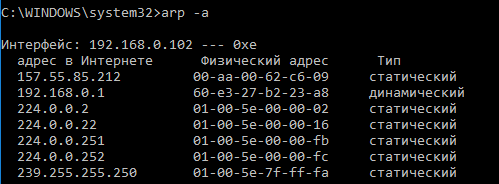 C:\WINDOWS\system32>arp -a
Интерфейс: 192.168.0.102 --- 0xe
адрес в Интернете Физический адрес Тип
157.55.85.212 00-aa-00-62-c6-09 статический
192.168.0.1 60-e3-27-b2-23-a8 динамический
224.0.0.2 01-00-5e-00-00-02 статический
224.0.0.22 01-00-5e-00-00-16 статический
224.0.0.251 01-00-5e-00-00-fb статический
224.0.0.252 01-00-5e-00-00-fc статический
239.255.255.250 01-00-5e-7f-ff-fa статический